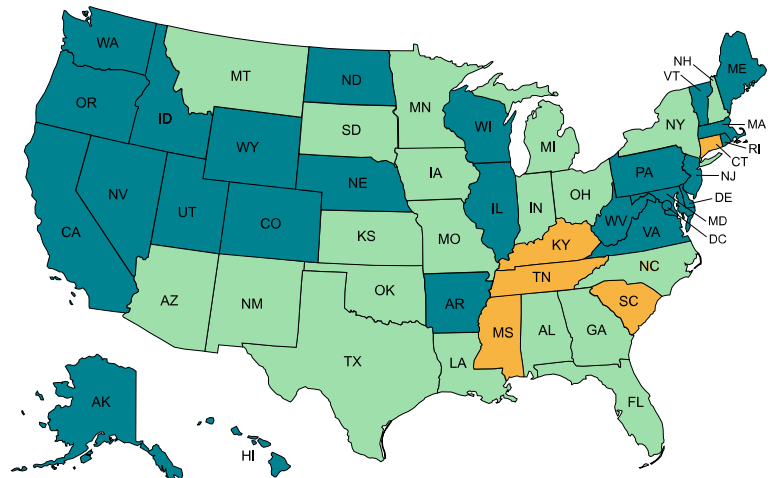 WA
MT
ND
MN
NH
VT
ME
OR
ID
SD
WI
MI
NY
MA
RI
CT
WY
NV
UT
CO
NE
IA
IL
IN
OH
PA
NJ
DE
MD
DC
CA
KS
MO
KY
WV
VA
AZ
NM
OK
AR
TN
NC
SC
TX
LA
MS
AL
GA
FL
AK
HI